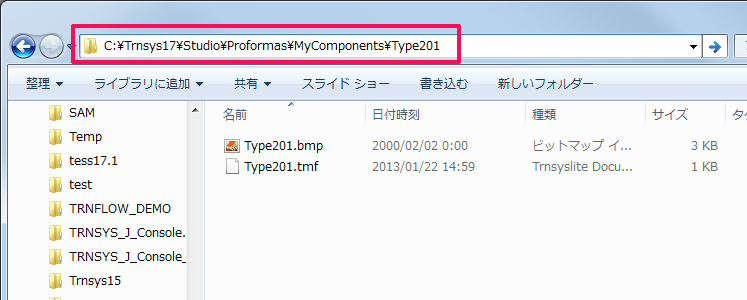 C:¥Trnsys17¥Studio¥Proformas¥MyComponents¥Type201
整理 ライブラリに追加 共有 スライド ショー 書き込む 新しいフォルダー
SAM
Temp
tess17.1
test
TRNFLOW_DEMO
TRNSYS_J_Console.
TRNSYS_J_Console_
Trnsys15
名前 日付時刻 種類 サイズ タグ
Type201.bmp 2000/02/02 0:00 ビットマップ イ... 3 KB
Type201.tmf 2013/01/22 14:59 Trnsyslite Docu... 1 KB